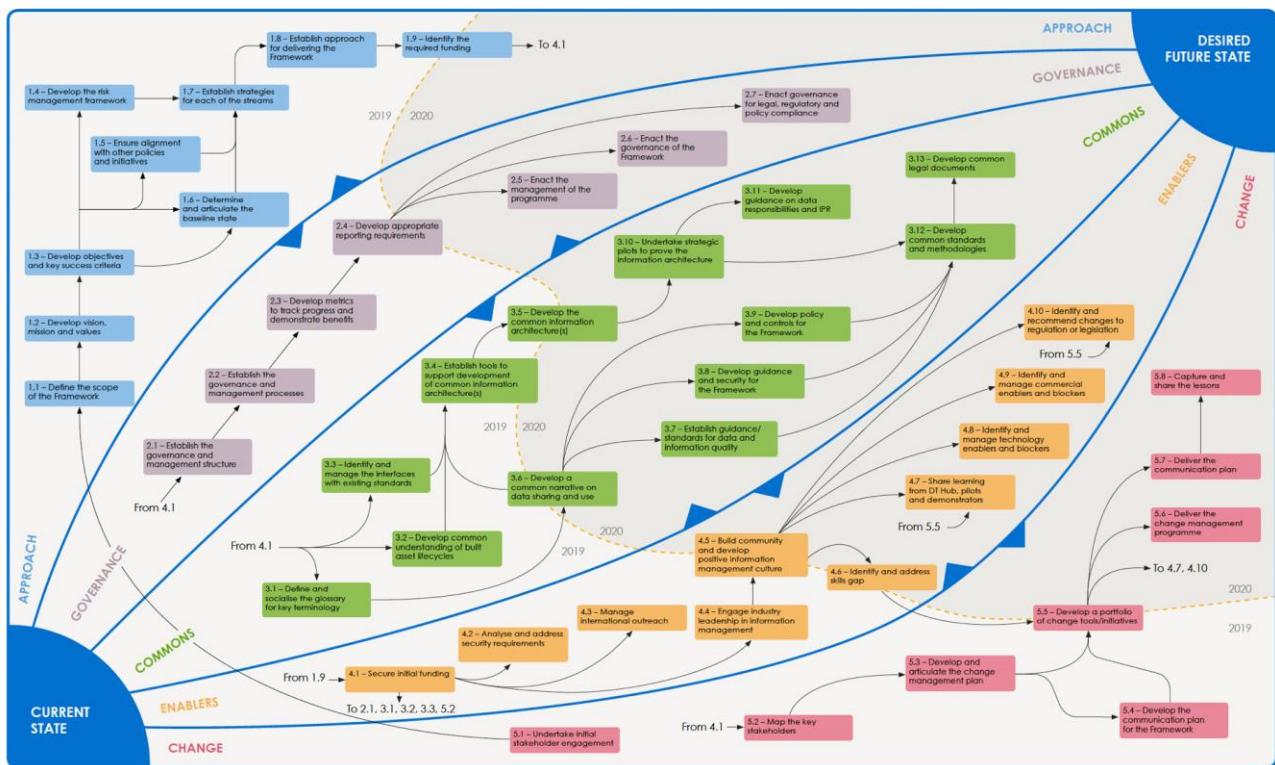 1.8 – Establish approach
for delivering the
Framework
1.9 – Identify the
required funding
To 4.1
APPROACH
DESIRED
FUTURE STATE
GOVERNANCE
COMMONS
ENABLERS
CHANGE
1.4 – Develop the risk
management framework
1.7 – Establish strategies
for each of the streams
2019
2020
1.5 – Ensure alignment
with other policies
and initiatives
1.6 – Determine
and articulate the
baseline state
1.3 – Develop objectives
and key success criteria
1.2 – Develop vision,
mission and values
1.1 – Define the scope
of the Framework
2.7 – Enact governance
for legal, regulatory and
policy compliance
2.6 – Enact the
governance of the
Framework
2.5 – Enact the
management of the
programme
2.4 – Develop appropriate
reporting requirements
2.3 – Develop metrics
to track progress and
demonstrate benefits
2.2 – Establish the
governance and
management processes
2.1 – Establish the
governance and
management structure
From 4.1
3.13 – Develop common
legal documents
3.11 – Develop
guidance on data
responsibilities and IPR
3.12 – Develop
common standards
and methodologies
3.10 – Undertake strategic
pilots to prove the
information architecture
3.5 – Develop the
common information
architecture(s)
3.9 – Develop policy
and controls for
the Framework
3.4 – Establish tools to
support development
of common information
architecture(s)
3.8 – Develop guidance
and security for
the Framework
2019
2020
3.7 – Establish guidance/
standards for data and
information quality
3.3 – Identify and
manage the interfaces
with existing standards
3.6 – Develop a
common narrative on
data sharing and use
From 4.1
3.2 – Develop common
understanding of built
asset lifecycles
3.1 – Define and
socialise the glossary
for key terminology
2020
2019
4.10 – Identify and
recommend changes to
regulation or legislation
From 5.5
4.9 – Identify and
manage commercial
enablers and blockers
4.8 – Identify and
manage technology
enablers and blockers
4.7 – Share learning
from DT Hub, pilots
and demonstrators
From 5.5
4.5 – Build community
and develop
positive information
management culture
4.6 – Identify and address
skills gap
4.4 – Engage industry
leadership in information
management
4.3 – Manage
international outreach
4.2 – Analyse and address
security requirements
From 1.9
4.1 – Secure initial funding
To 2.1, 3.1, 3.2, 3.3, 5.2
5.8 – Capture and
share the lessons
5.7 – Deliver the
communication plan
5.6 – Deliver the
change management
programme
To 4.7, 4.10
2020
2019
5.5 – Develop a portfolio
of change tools/initiatives
5.3 – Develop and
articulate the change
management plan
5.4 – Develop the
communication plan
for the Framework
From 4.1
5.2 – Map the key
stakeholders
5.1 – Undertake initial
stakeholder engagement
APPROACH
GOVERNANCE
COMMONS
ENABLERS
CHANGE
CURRENT
STATE